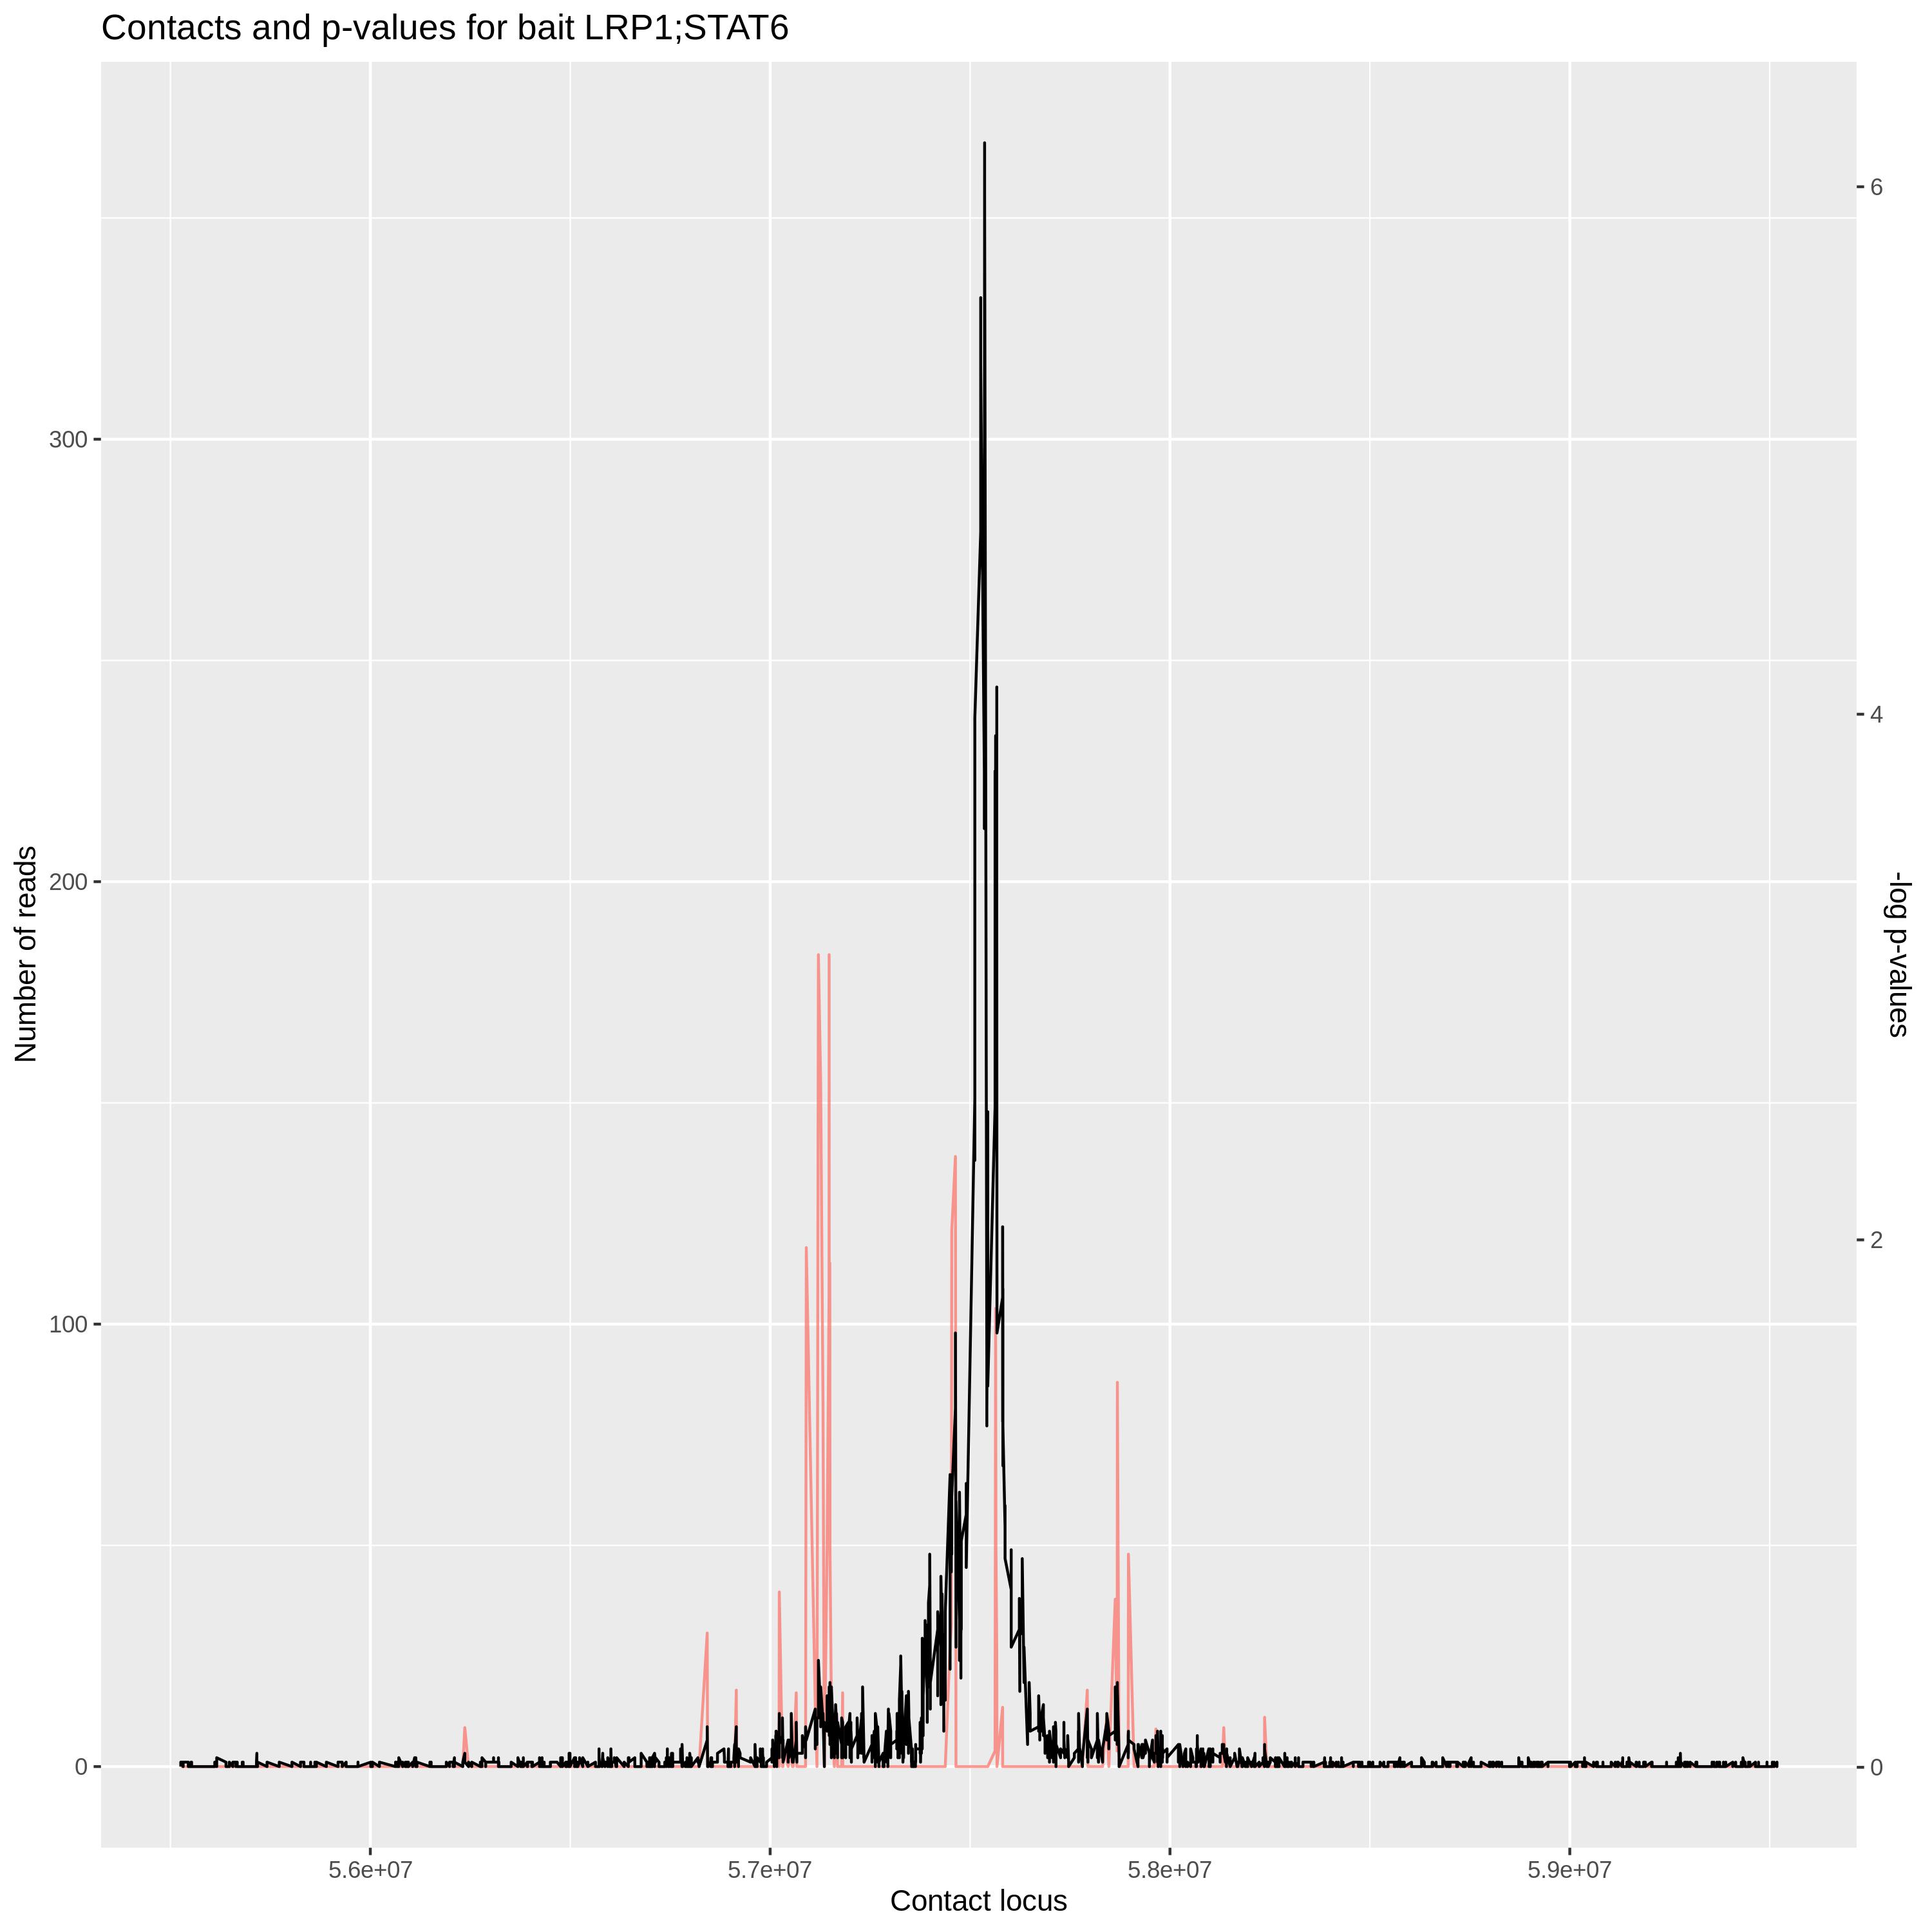 Contacts and p-values for bait LRP1;STAT6
Number of reads
300
200
100
0
6
4
2
0
-log p-values
5.6e+07
5.7e+07
5.8e+07
5.9e+07
Contact locus